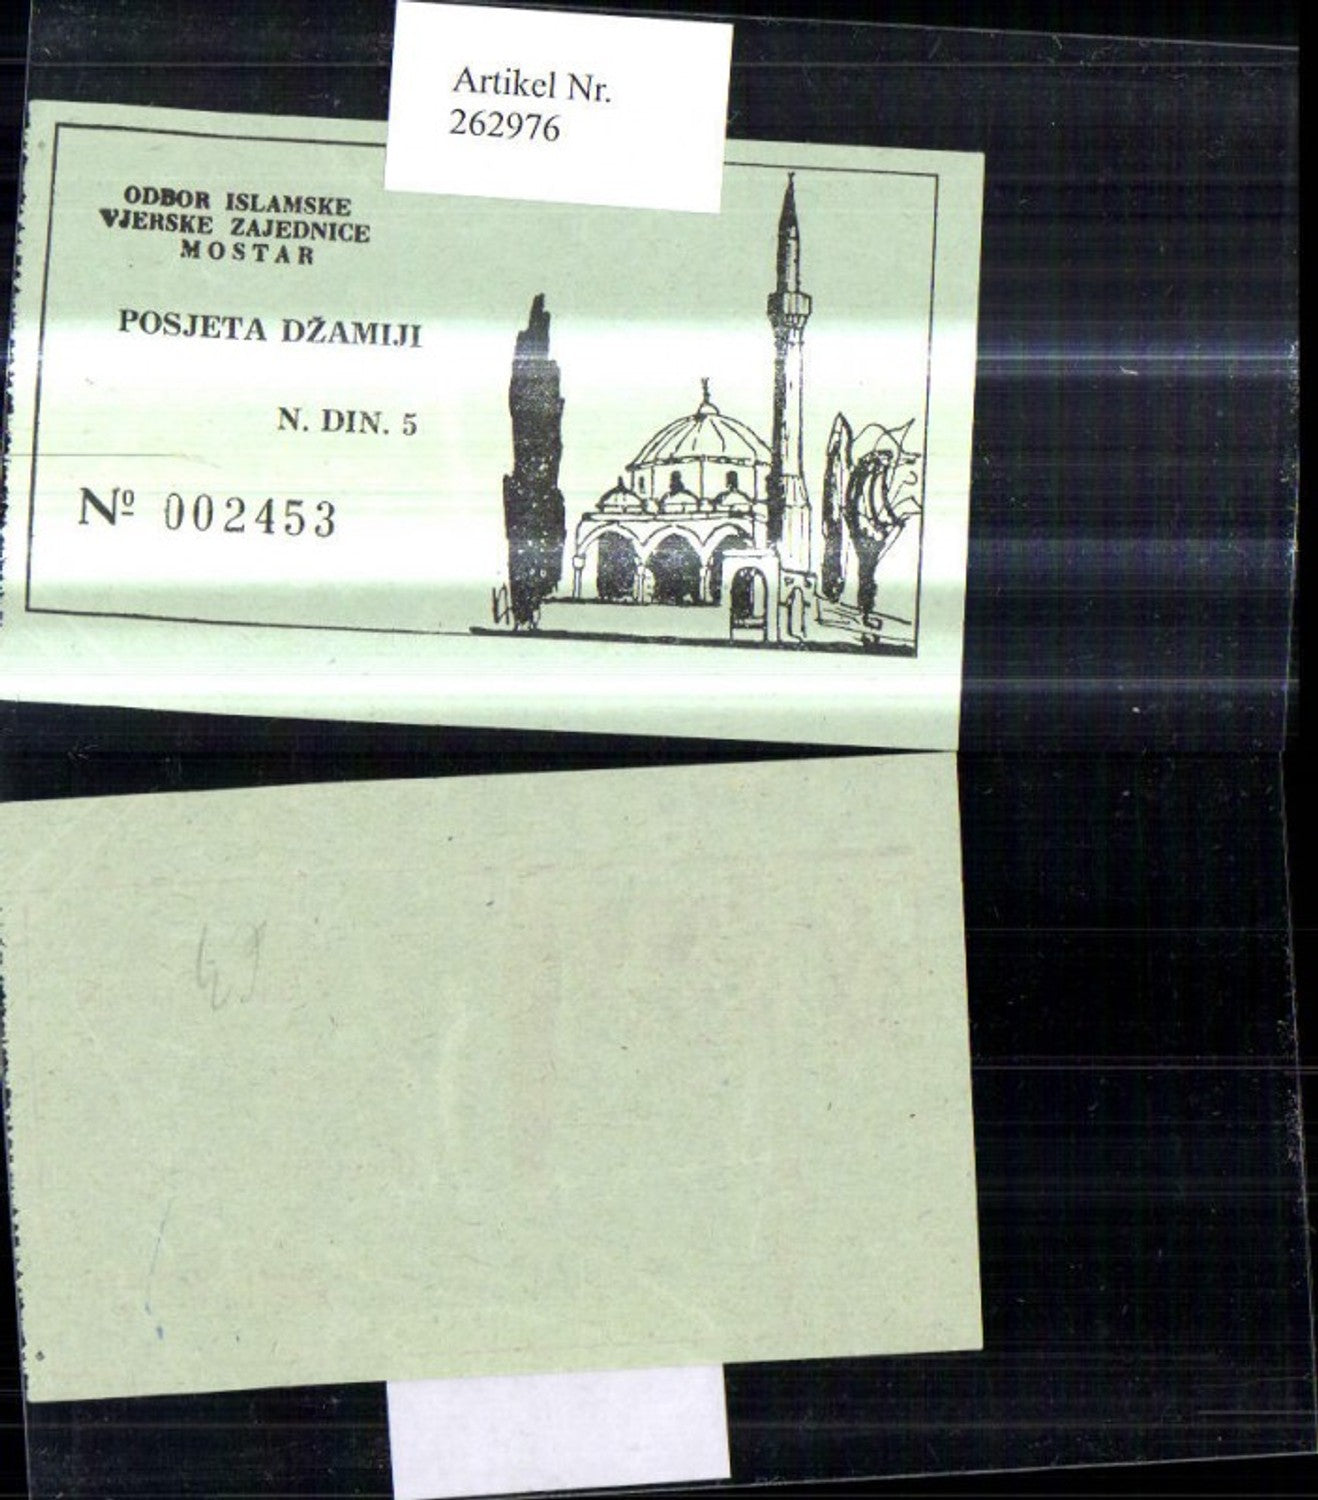 Artikel Nr.
262976
ODBOR ISLAMSKE
VJERSKE ZAJEDNICE
MOSTAR
POSJETA DŽAMIJI
N. DIN. 5
Nº 002453